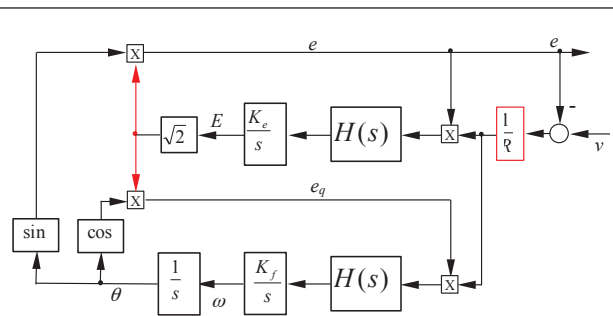 X e e
-
√2 E K_e/s H(s) X 1/R v
X e_q
sin cos
θ 1/s ω K_f/s H(s) X